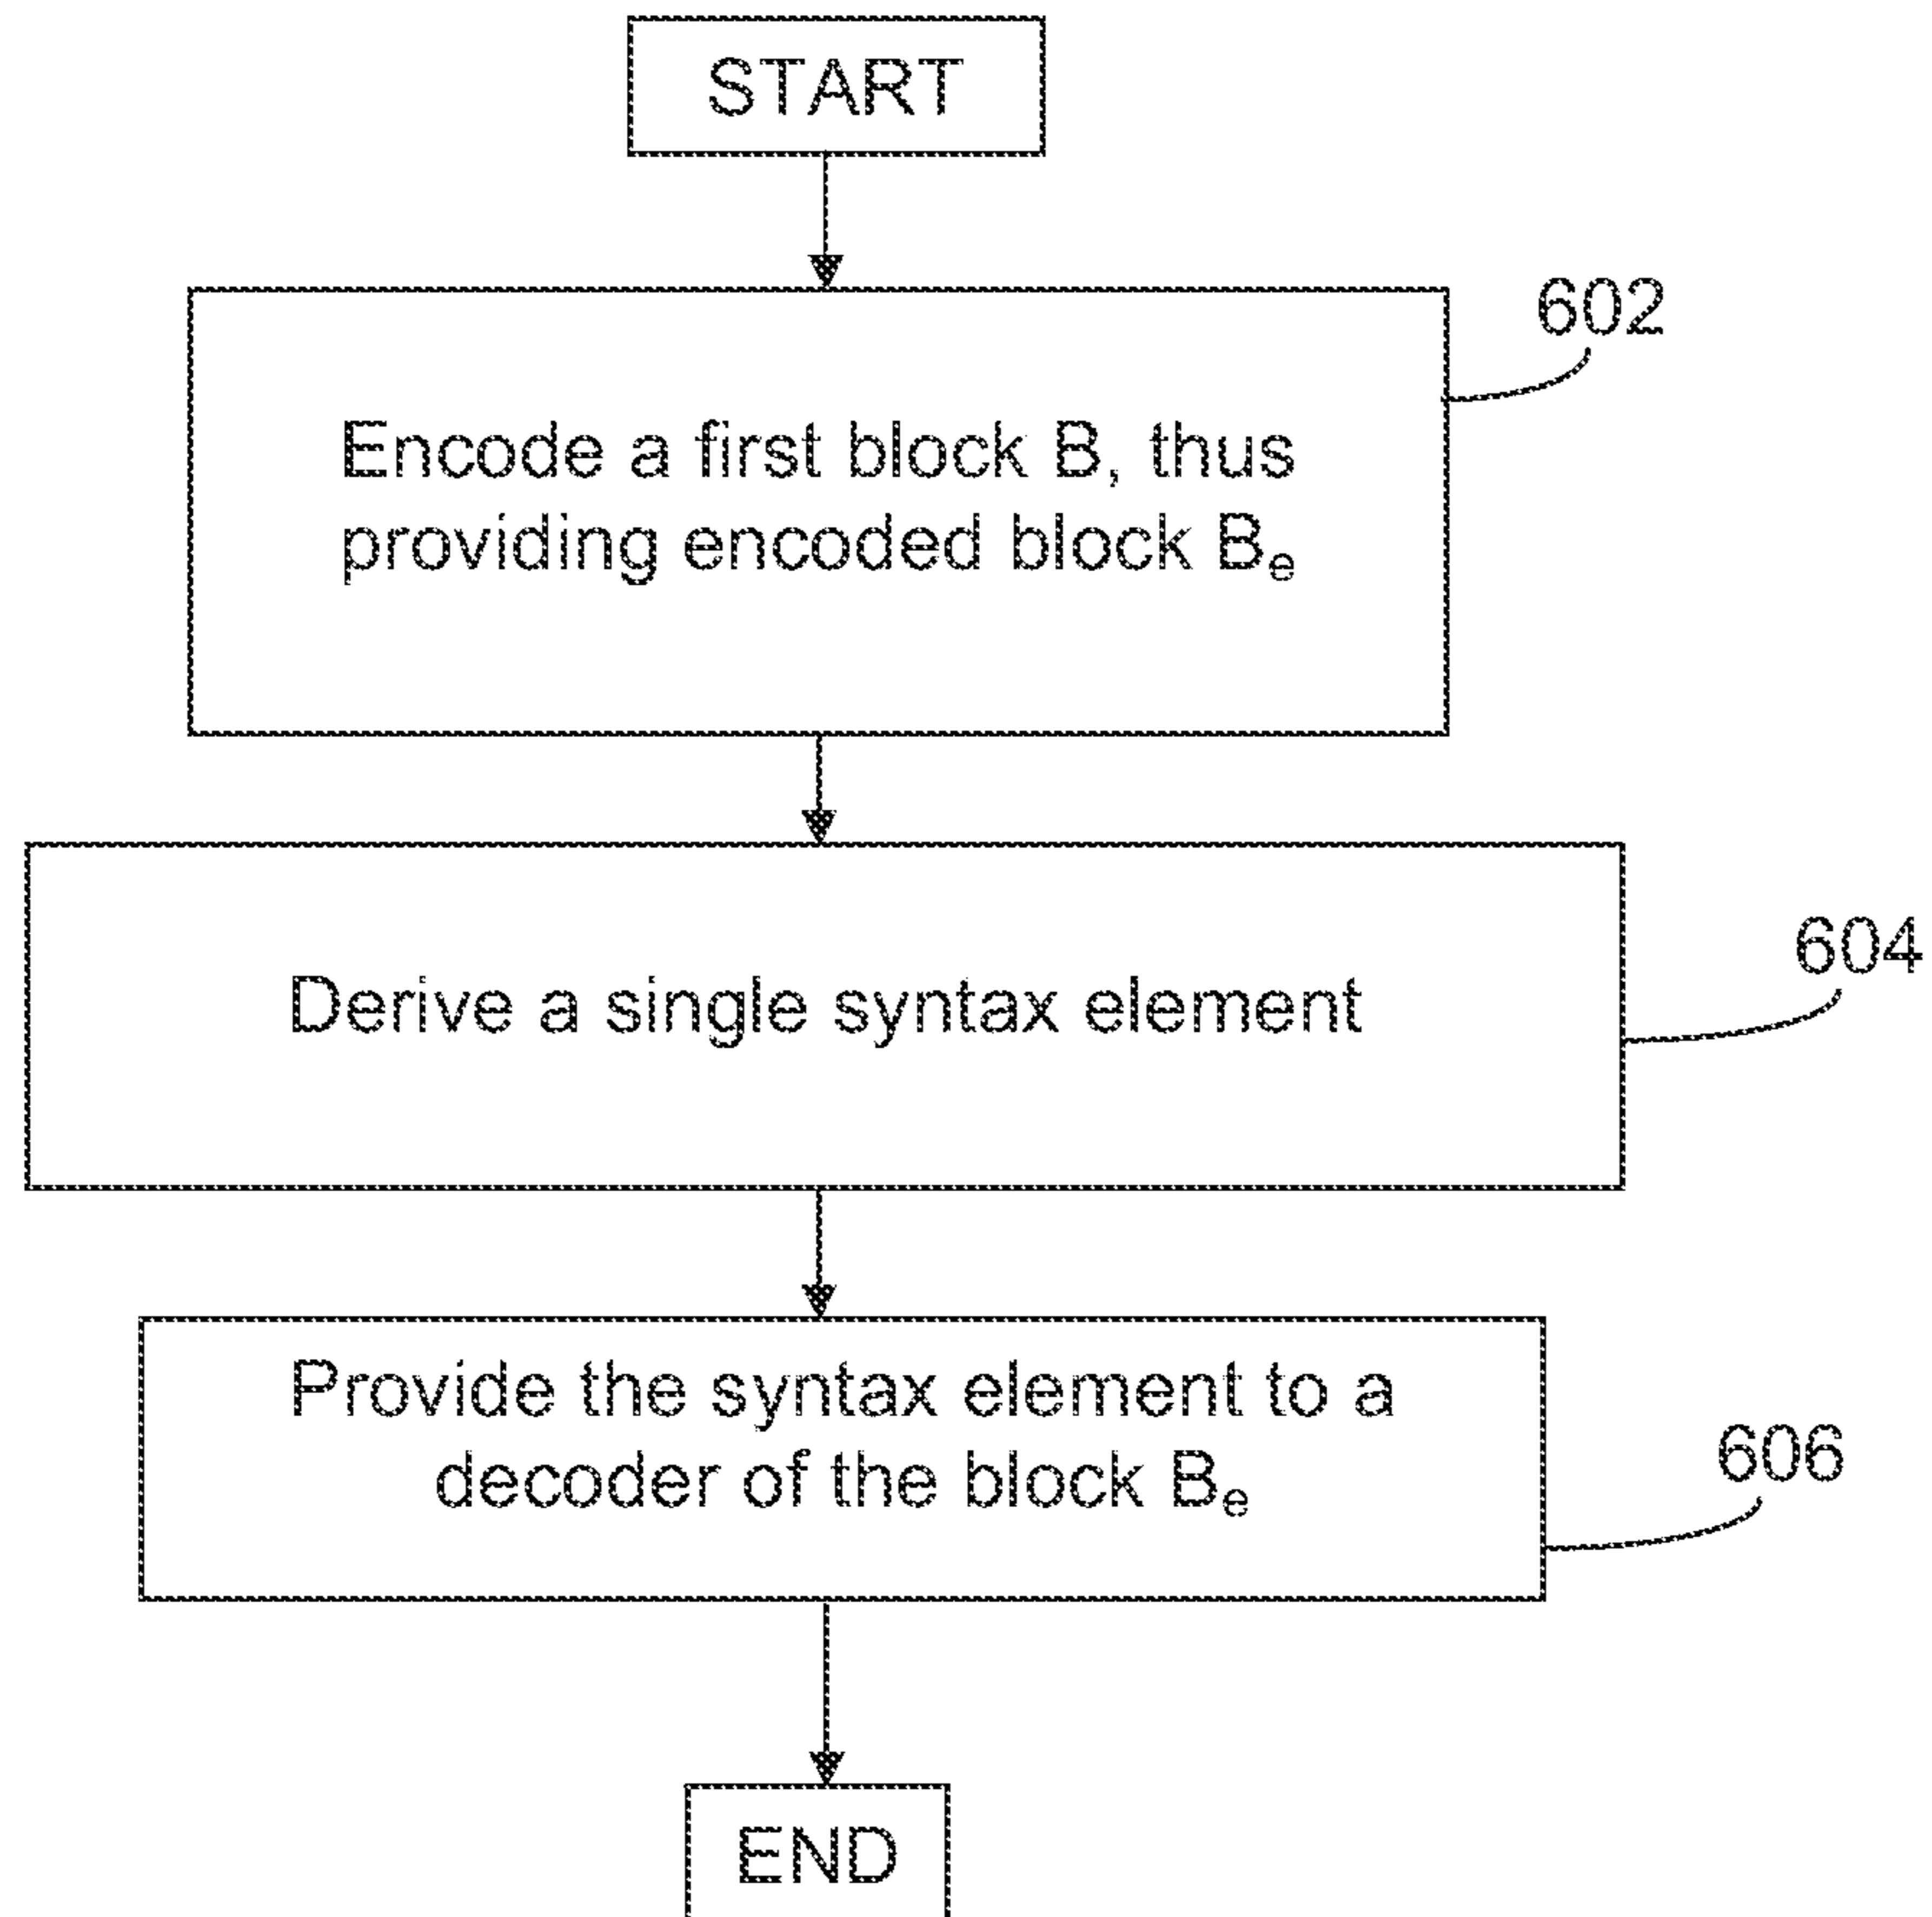 START
602
Encode a first block B, thus
providing encoded block Bₑ
604
Derive a single syntax element
Provide the syntax element to a
606
decoder of the block Bₑ
END